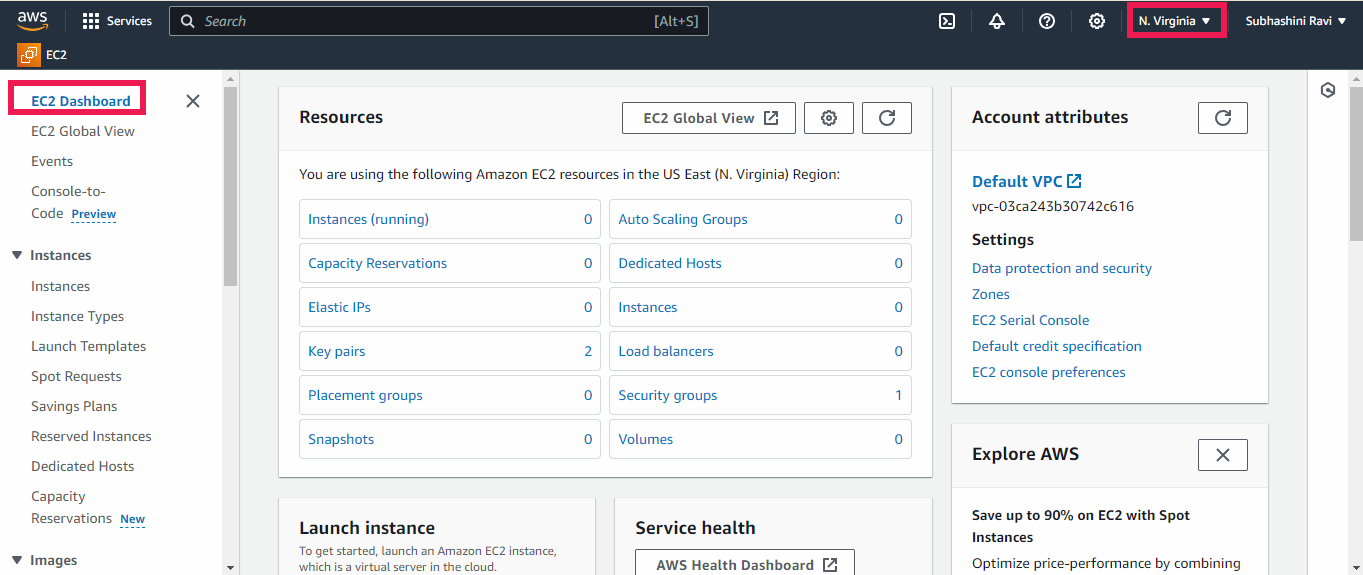 aws
Services
Search
[Alt+S]
N. Virginia
Subhashini Ravi
EC2
EC2 Dashboard
EC2 Global View
Events
Console-to-
Code Preview
Instances
Instances
Instance Types
Launch Templates
Spot Requests
Savings Plans
Reserved Instances
Dedicated Hosts
Capacity
Reservations New
Images
Resources
EC2 Global View
You are using the following Amazon EC2 resources in the US East (N. Virginia) Region:
Instances (running) 0
Auto Scaling Groups 0
Capacity Reservations 0
Dedicated Hosts 0
Elastic IPs 0
Instances 0
Key pairs 2
Load balancers 0
Placement groups 0
Security groups 1
Snapshots 0
Volumes 0
Launch instance
To get started, launch an Amazon EC2 instance,
which is a virtual server in the cloud.
Service health
AWS Health Dashboard
Account attributes
Default VPC
vpc-03ca243b30742c616
Settings
Data protection and security
Zones
EC2 Serial Console
Default credit specification
EC2 console preferences
Explore AWS
Save up to 90% on EC2 with Spot
Instances
Optimize price-performance by combining